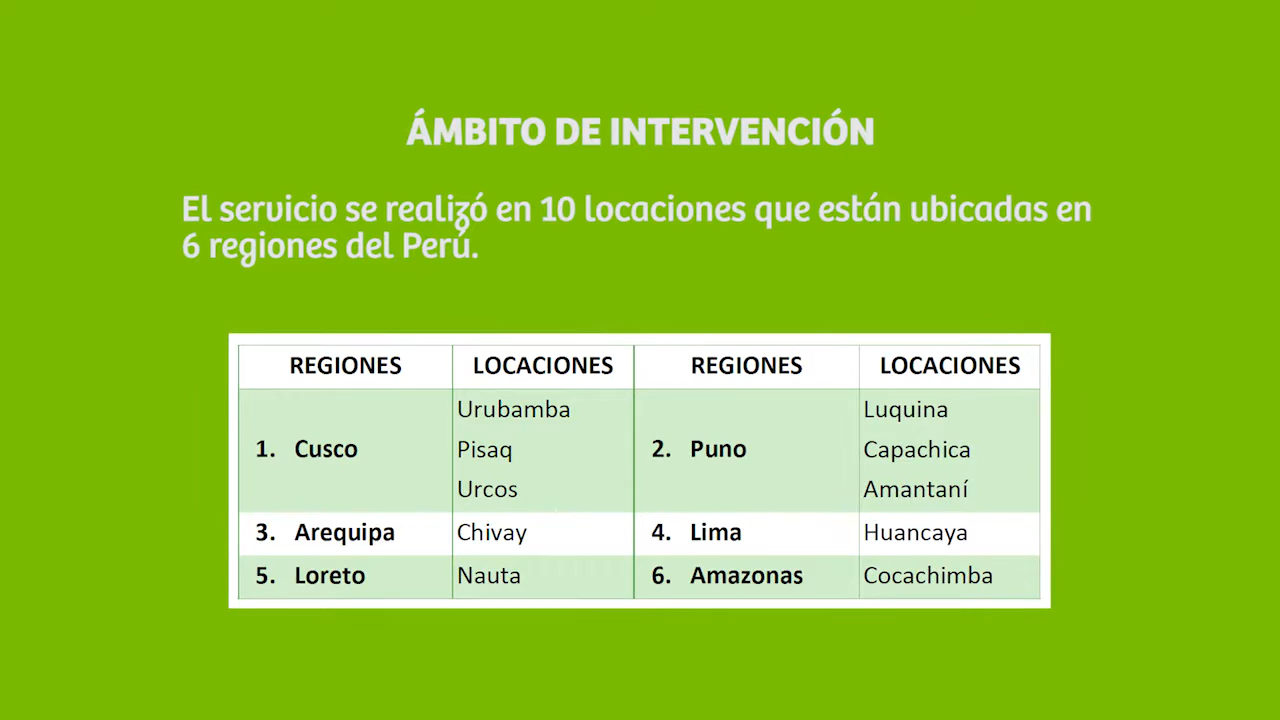 ÁMBITO DE INTERVENCIÓN
El servicio se realizó en 10 locaciones que están ubicadas en
6 regiones del Perú.
REGIONES LOCACIONES REGIONES LOCACIONES
1. Cusco
Urubamba
Pisaq
Urcos
2. Puno
Luquina
Capachica
Amantaní
3. Arequipa Chivay 4. Lima Huancaya
5. Loreto Nauta 6. Amazonas Cocachimba